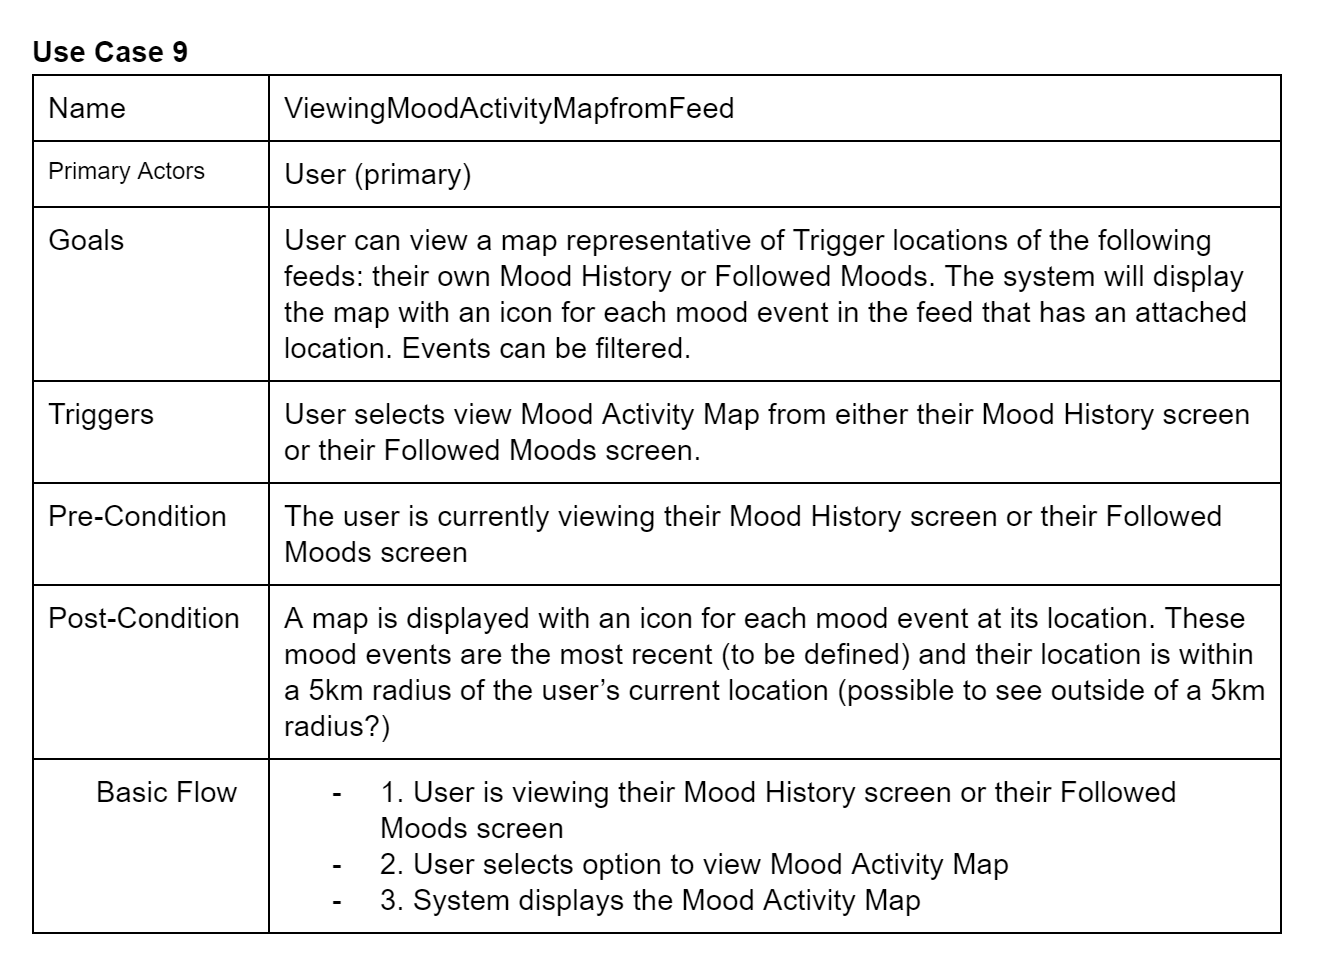 Use Case 9
Name
ViewingMoodActivityMapfromFeed
Primary Actors
User (primary)
Goals
User can view a map representative of Trigger locations of the following
feeds: their own Mood History or Followed Moods. The system will display
the map with an icon for each mood event in the feed that has an attached
location. Events can be filtered.
Triggers
User selects view Mood Activity Map from either their Mood History screen
or their Followed Moods screen.
Pre-Condition
The user is currently viewing their Mood History screen or their Followed
Moods screen
Post-Condition
A map is displayed with an icon for each mood event at its location. These
mood events are the most recent (to be defined) and their location is within
a 5km radius of the user’s current location (possible to see outside of a 5km
radius?)
Basic Flow
- 1. User is viewing their Mood History screen or their Followed
Moods screen
- 2. User selects option to view Mood Activity Map
- 3. System displays the Mood Activity Map